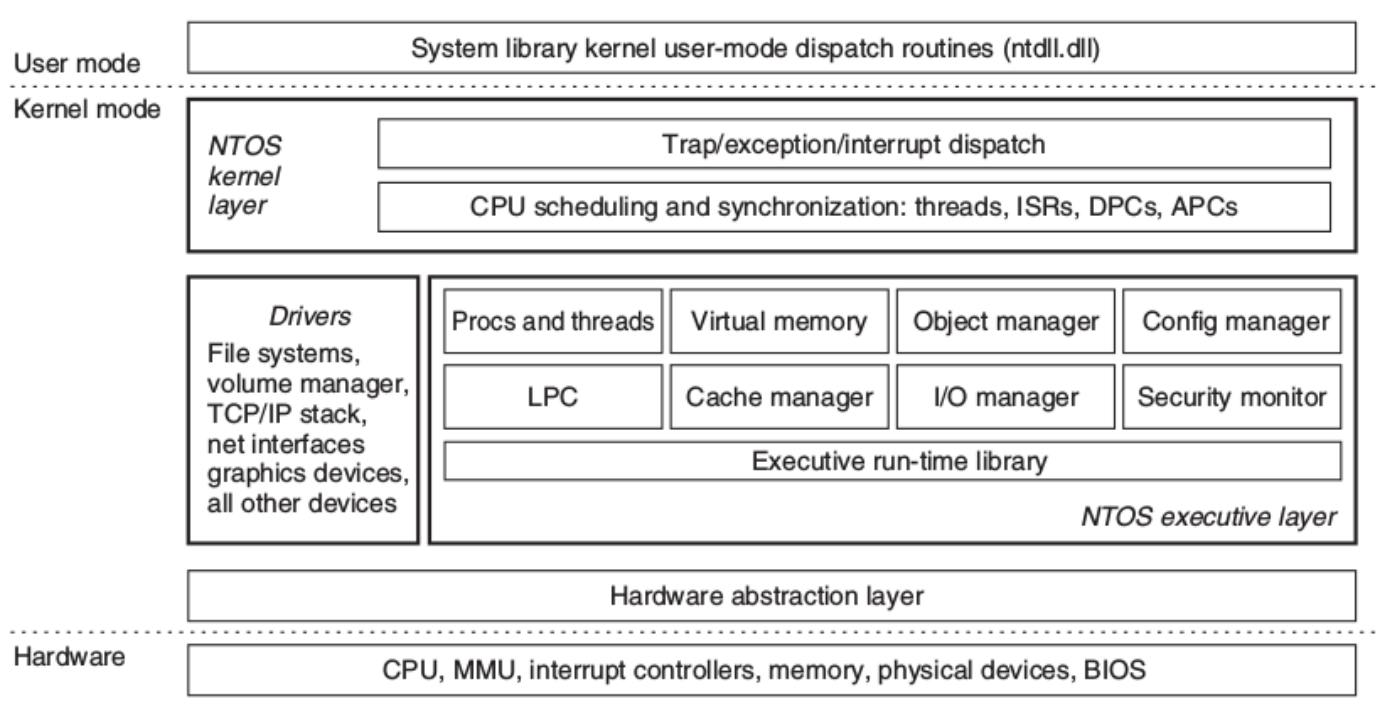 System library kernel user-mode dispatch routines (ntdll.dll)
User mode
Kernel mode
NTOS
kernel
layer
Trap/exception/interrupt dispatch
CPU scheduling and synchronization: threads, ISRs, DPCs, APCs
Drivers
File systems,
volume manager,
TCP/IP stack,
net interfaces
graphics devices,
all other devices
Procs and threads
Virtual memory
Object manager
Config manager
LPC
Cache manager
I/O manager
Security monitor
Executive run-time library
NTOS executive layer
Hardware abstraction layer
Hardware
CPU, MMU, interrupt controllers, memory, physical devices, BIOS